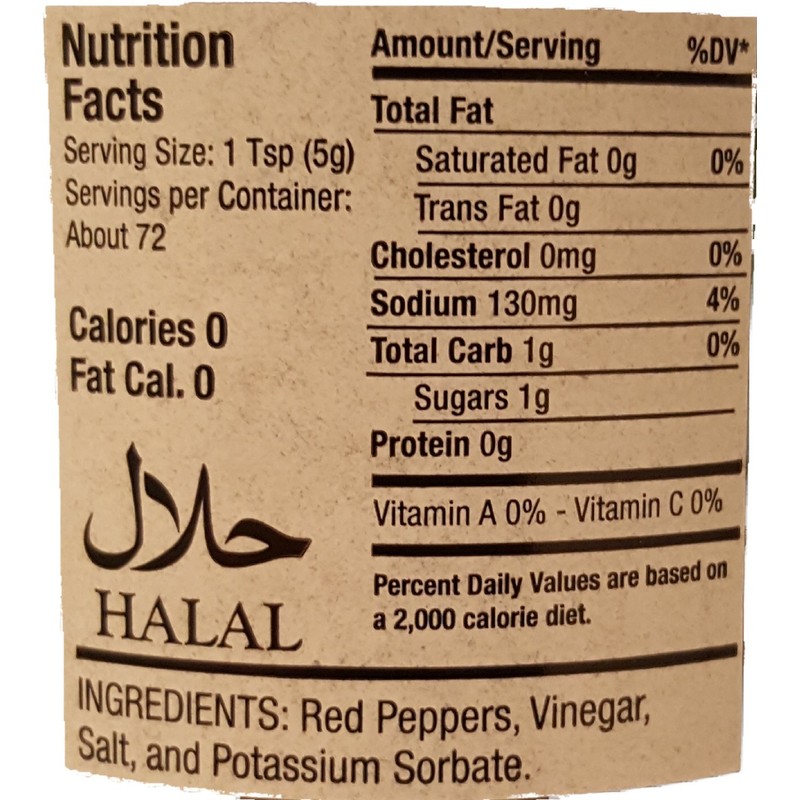 Nutrition
Facts
Serving Size: 1 Tsp (5g)
Servings per Container:
About 72
Calories 0
Fat Cal. 0
حلال
HALAL
Amount/Serving %DV*
Total Fat
Saturated Fat 0g 0%
Trans Fat 0g
Cholesterol 0mg 0%
Sodium 130mg 4%
Total Carb 1g 0%
Sugars 1g
Protein 0g
Vitamin A 0% - Vitamin C 0%
Percent Daily Values are based on
a 2,000 calorie diet.
INGREDIENTS: Red Peppers, Vinegar,
Salt, and Potassium Sorbate.